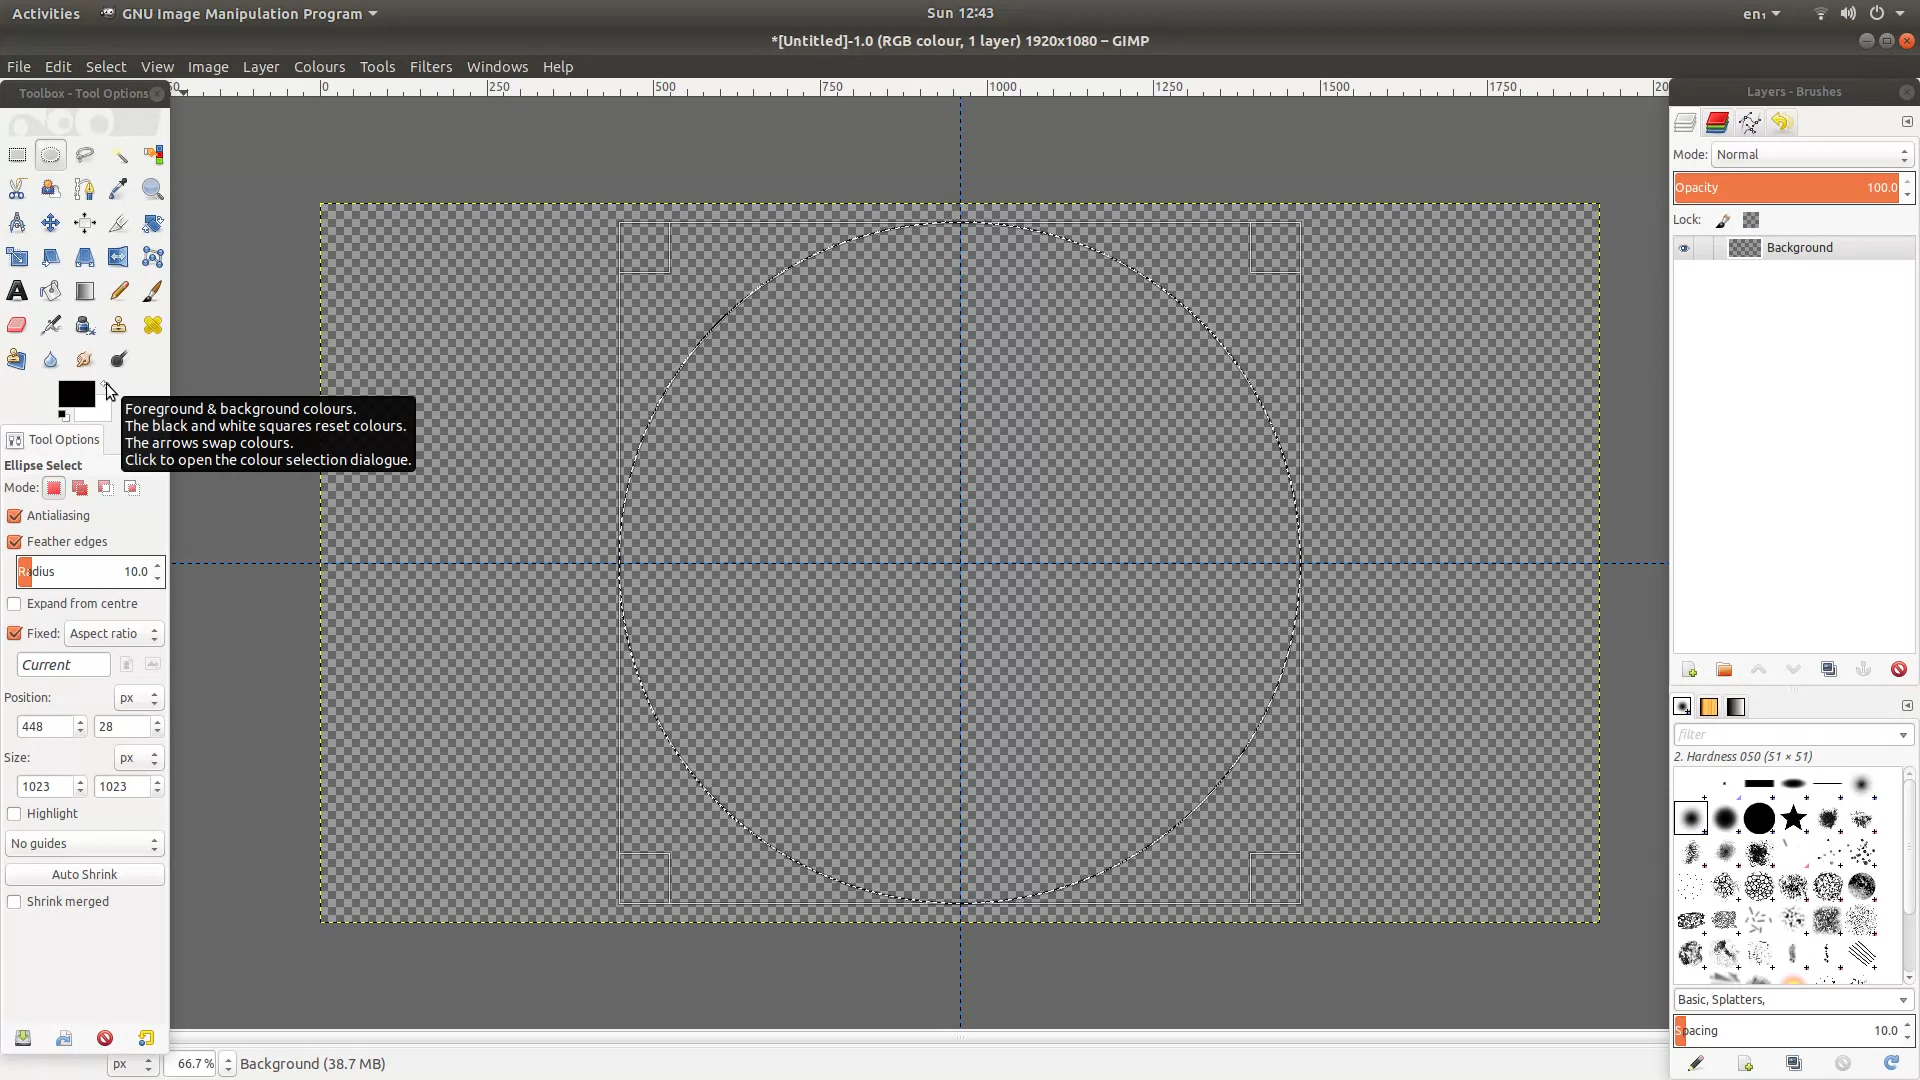 Activities
GNU Image Manipulation Program
Sun 12:43
en₁
*[Untitled]-1.0 (RGB colour, 1 layer) 1920x1080 – GIMP
File Edit Select View Image Layer Colours Tools Filters Windows Help
Toolbox - Tool Options
0 250 500 750 1000 1250 1500 1750
Layers - Brushes
Mode: Normal
Opacity 100.0
Lock:
Background
Foreground & background colours.
The black and white squares reset colours.
The arrows swap colours.
Click to open the colour selection dialogue.
Tool Options
Ellipse Select
Mode:
Antialiasing
Feather edges
Radius 10.0
Expand from centre
Fixed: Aspect ratio
Current
Position: px
448 28
Size: px
1023 1023
Highlight
No guides
Auto Shrink
Shrink merged
filter
2. Hardness 050 (51 × 51)
Basic, Splatters,
Spacing 10.0
px 66.7 % Background (38.7 MB)